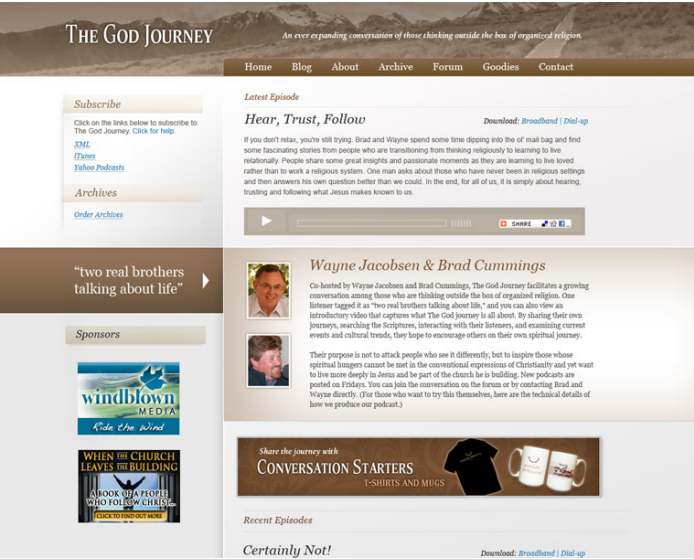 THE GOD JOURNEY
An ever expanding conversation of those thinking outside the box of organized religion.
Home Blog About Archive Forum Goodies Contact
Subscribe
Click on the links below to subscribe to
The God Journey. Click for help.
XML
iTunes
Yahoo Podcasts
Archives
Order Archives
Latest Episode
Hear, Trust, Follow
Download: Broadband | Dial-up
If you don't relax, you're still trying. Brad and Wayne spend some time dipping into the ol' mail bag and find
some fascinating stories from people who are transitioning from thinking religiously to learning to live
relationally. People share some great insights and passionate moments as they are learning to live loved
rather than to work a religious system. One man asks about those who have never been in religious settings
and then answers his own question better than we could. In the end, for all of us, it is simply about hearing,
trusting and following what Jesus makes known to us.
SHARE
"two real brothers
talking about life"
Wayne Jacobsen & Brad Cummings
Co-hosted by Wayne Jacobsen and Brad Cummings, The God Journey facilitates a growing
conversation among those who are thinking outside the box of organized religion. One
listener tagged it as "two real brothers talking about life," and you can also view an
introductory video that captures what The God journey is all about. By sharing their own
journeys, searching the Scriptures, interacting with their listeners, and examining current
events and cultural trends, they hope to encourage others on their own spiritual journey.
Their purpose is not to attack people who see it differently, but to inspire those whose
spiritual hungers cannot be met in the conventional expressions of Christianity and yet want
to live more deeply in Jesus and be part of the church he is building. New podcasts are
posted on Fridays. You can join the conversation on the forum or by contacting Brad and
Wayne directly. (For those who want to try this themselves, here are the technical details of
how we produce our podcast.)
Sponsors
windblown
MEDIA
Ride the Wind
WHEN THE CHURCH
LEAVES THE BUILDING
A BOOK OF A PEOPLE
WHO FOLLOW CHRIST...
CLICK TO FIND OUT MORE
Share the journey with
CONVERSATION STARTERS
T-SHIRTS AND MUGS
Recent Episodes
Certainly Not!
Download: Broadband | Dial-up